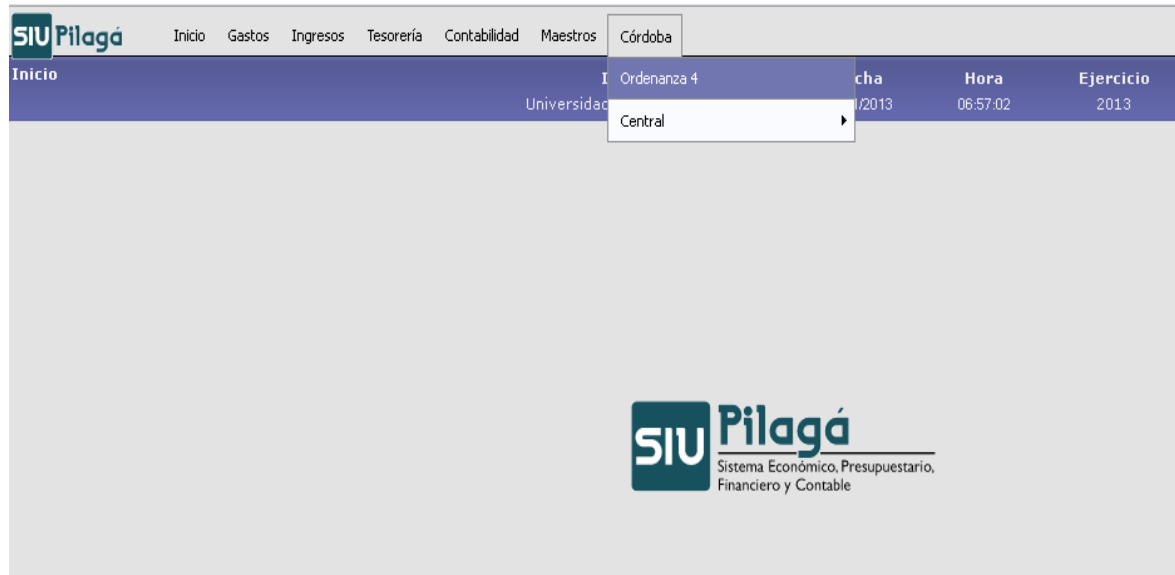 SIU Pilagá Inicio Gastos Ingresos Tesorería Contabilidad Maestros Córdoba
Inicio Ordenanza 4 Hora Ejercicio
06:57:02 2013
Central
SIU Pilagá
Sistema Económico, Presupuestario,
Financiero y Contable